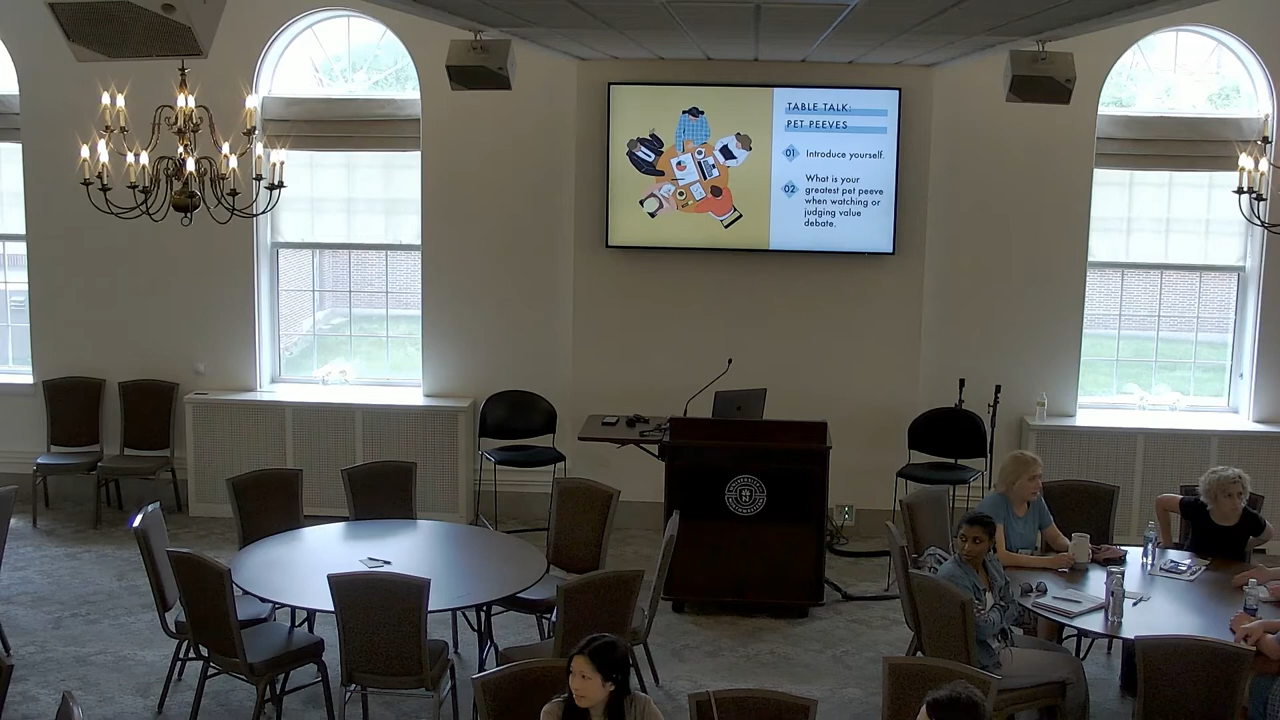 TABLE TALK:
PET PEEVES
01 Introduce yourself.
02 What is your
greatest pet peeve
when watching or
judging value
debate.